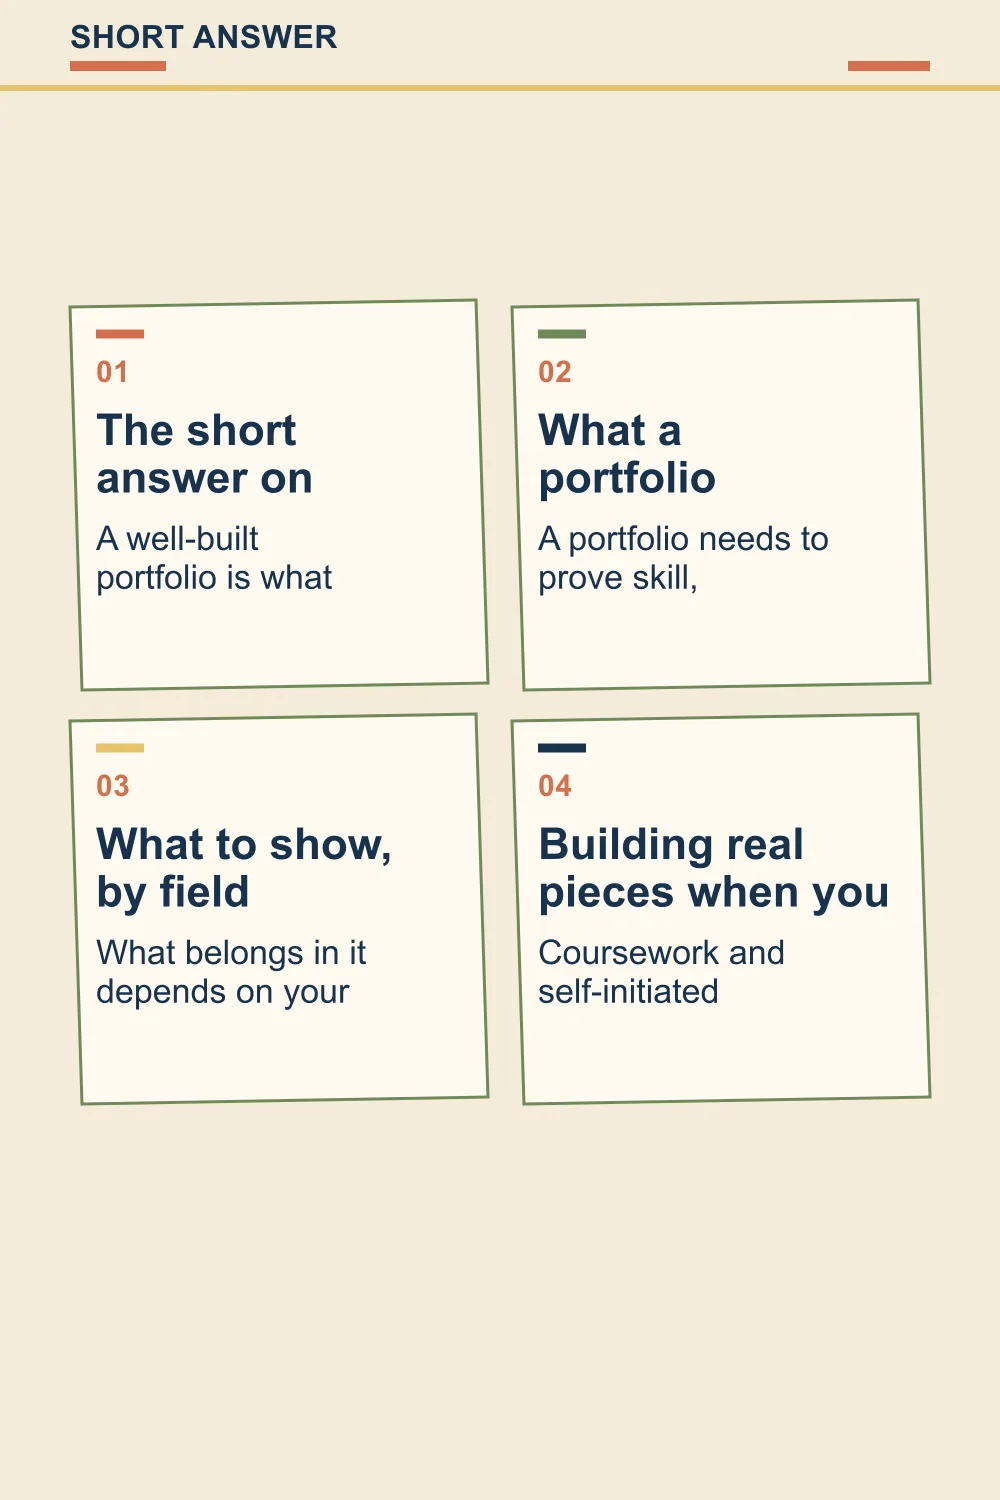 SHORT ANSWER
01
The short
answer on
A well-built
portfolio is what
02
What a
portfolio
A portfolio needs to
prove skill,
03
What to show,
by field
What belongs in it
depends on your
04
Building real
pieces when you
Coursework and
self-initiated